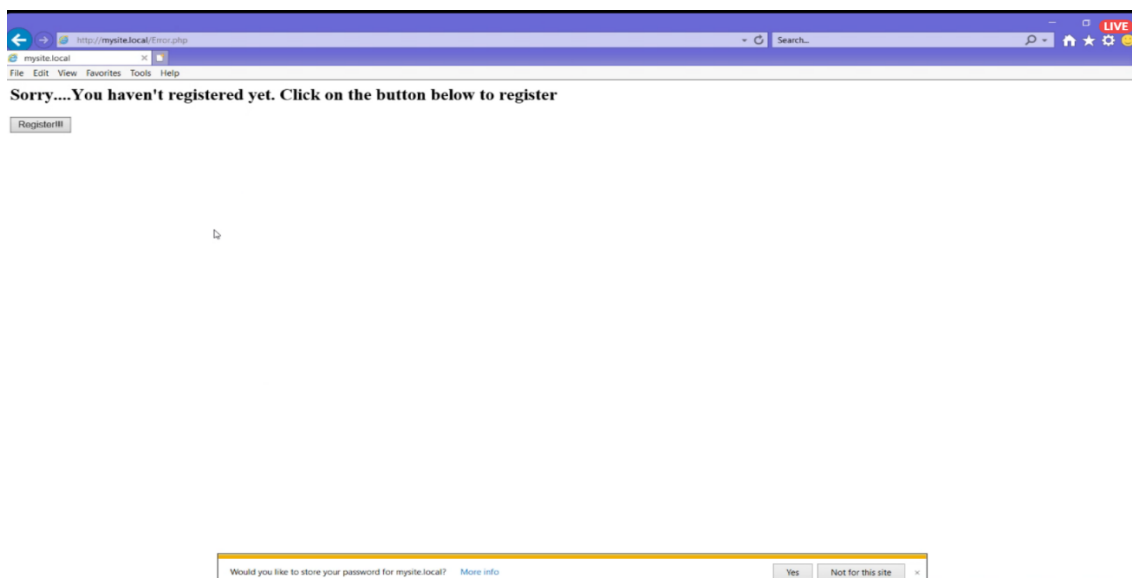 LIVE
http://mysite.local/Error.php
Search...
mysite.local
File Edit View Favorites Tools Help
Sorry....You haven't registered yet. Click on the button below to register
Register!!!
Would you like to store your password for mysite.local? More info
Yes
Not for this site